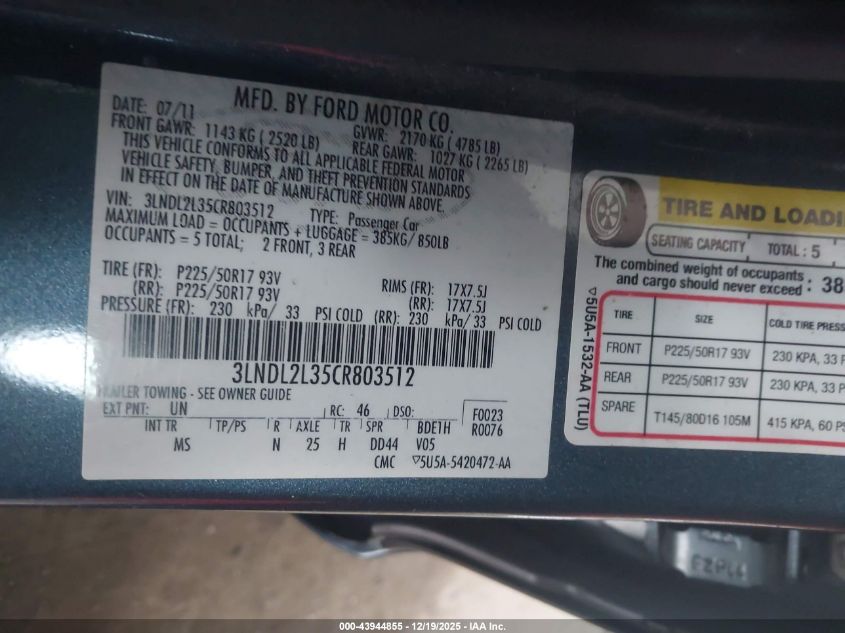 MFD. BY FORD MOTOR CO.
DATE: 07/11
GVWR: 2170 KG ( 4785 LB)
FRONT GAWR: 1143 KG ( 2520 LB)
REAR GAWR: 1027 KG ( 2265 LB)
THIS VEHICLE CONFORMS TO ALL APPLICABLE FEDERAL MOTOR
VEHICLE SAFETY, BUMPER, AND THEFT PREVENTION STANDARDS
IN EFFECT ON THE DATE OF MANUFACTURE SHOWN ABOVE.
VIN: 3LNDL2L35CR803512 TYPE: Passenger Car
MAXIMUM LOAD = OCCUPANTS + LUGGAGE = 385KG/ 850LB
OCCUPANTS = 5 TOTAL; 2 FRONT, 3 REAR
TIRE (FR): P225/50R17 93V RIMS (FR): 17X7.5J
(RR): P225/50R17 93V (RR): 17X7.5J
PRESSURE (FR): 230 kPa/ 33 PSI COLD (RR): 230 kPa/ 33 PSI COLD
3LNDL2L35CR803512
TRAILER TOWING - SEE OWNER GUIDE
EXT PNT: UN RC: 46 DSO: F0023
INT TR TP/PS R AXLE TR SPR BDE1H R0076
MS N 25 H DD44 V05
CMC ▽5U5A-5420472-AA
TIRE AND LOADI
SEATING CAPACITY TOTAL : 5
The combined weight of occupants
and cargo should never exceed : 38
▽5U5A-1532-AA (TLU)
TIRE SIZE COLD TIRE PRESS
FRONT P225/50R17 93V 230 KPA, 33 P
REAR P225/50R17 93V 230 KPA, 33 P
SPARE T145/80D16 105M 415 KPA, 60 PS
000-43944855 - 12/19/2025 - IAA Inc.